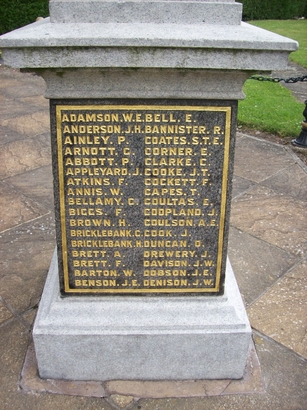 ADAMSON. W. E. BELL. E.
ANDERSON. J. H. BANNISTER. R.
AINLEY. P. COATES. S. T. E.
ARNOTT. G. CORNER. E.
ABBOTT. P. CLARKE. C.
APPLEYARD. J. COOKE. J. T.
ATKINS. F. COCKETT. F.
ANNIS. W. CAPES. T.
BELLAMY. C. COULTAS. E.
BIGGS. F. COOPLAND. J.
BROWN. H. COULSON. A. E.
BRICKLEBANK. C. COOK. J.
BRICKLEBANK. H. DUNCAN. G.
BRETT. A. DREWERY. J.
BRETT. F. DAVISON. J. W.
BARTON. W. DOBSON. J. E.
BENSON. J. E. DENISON. J. W.